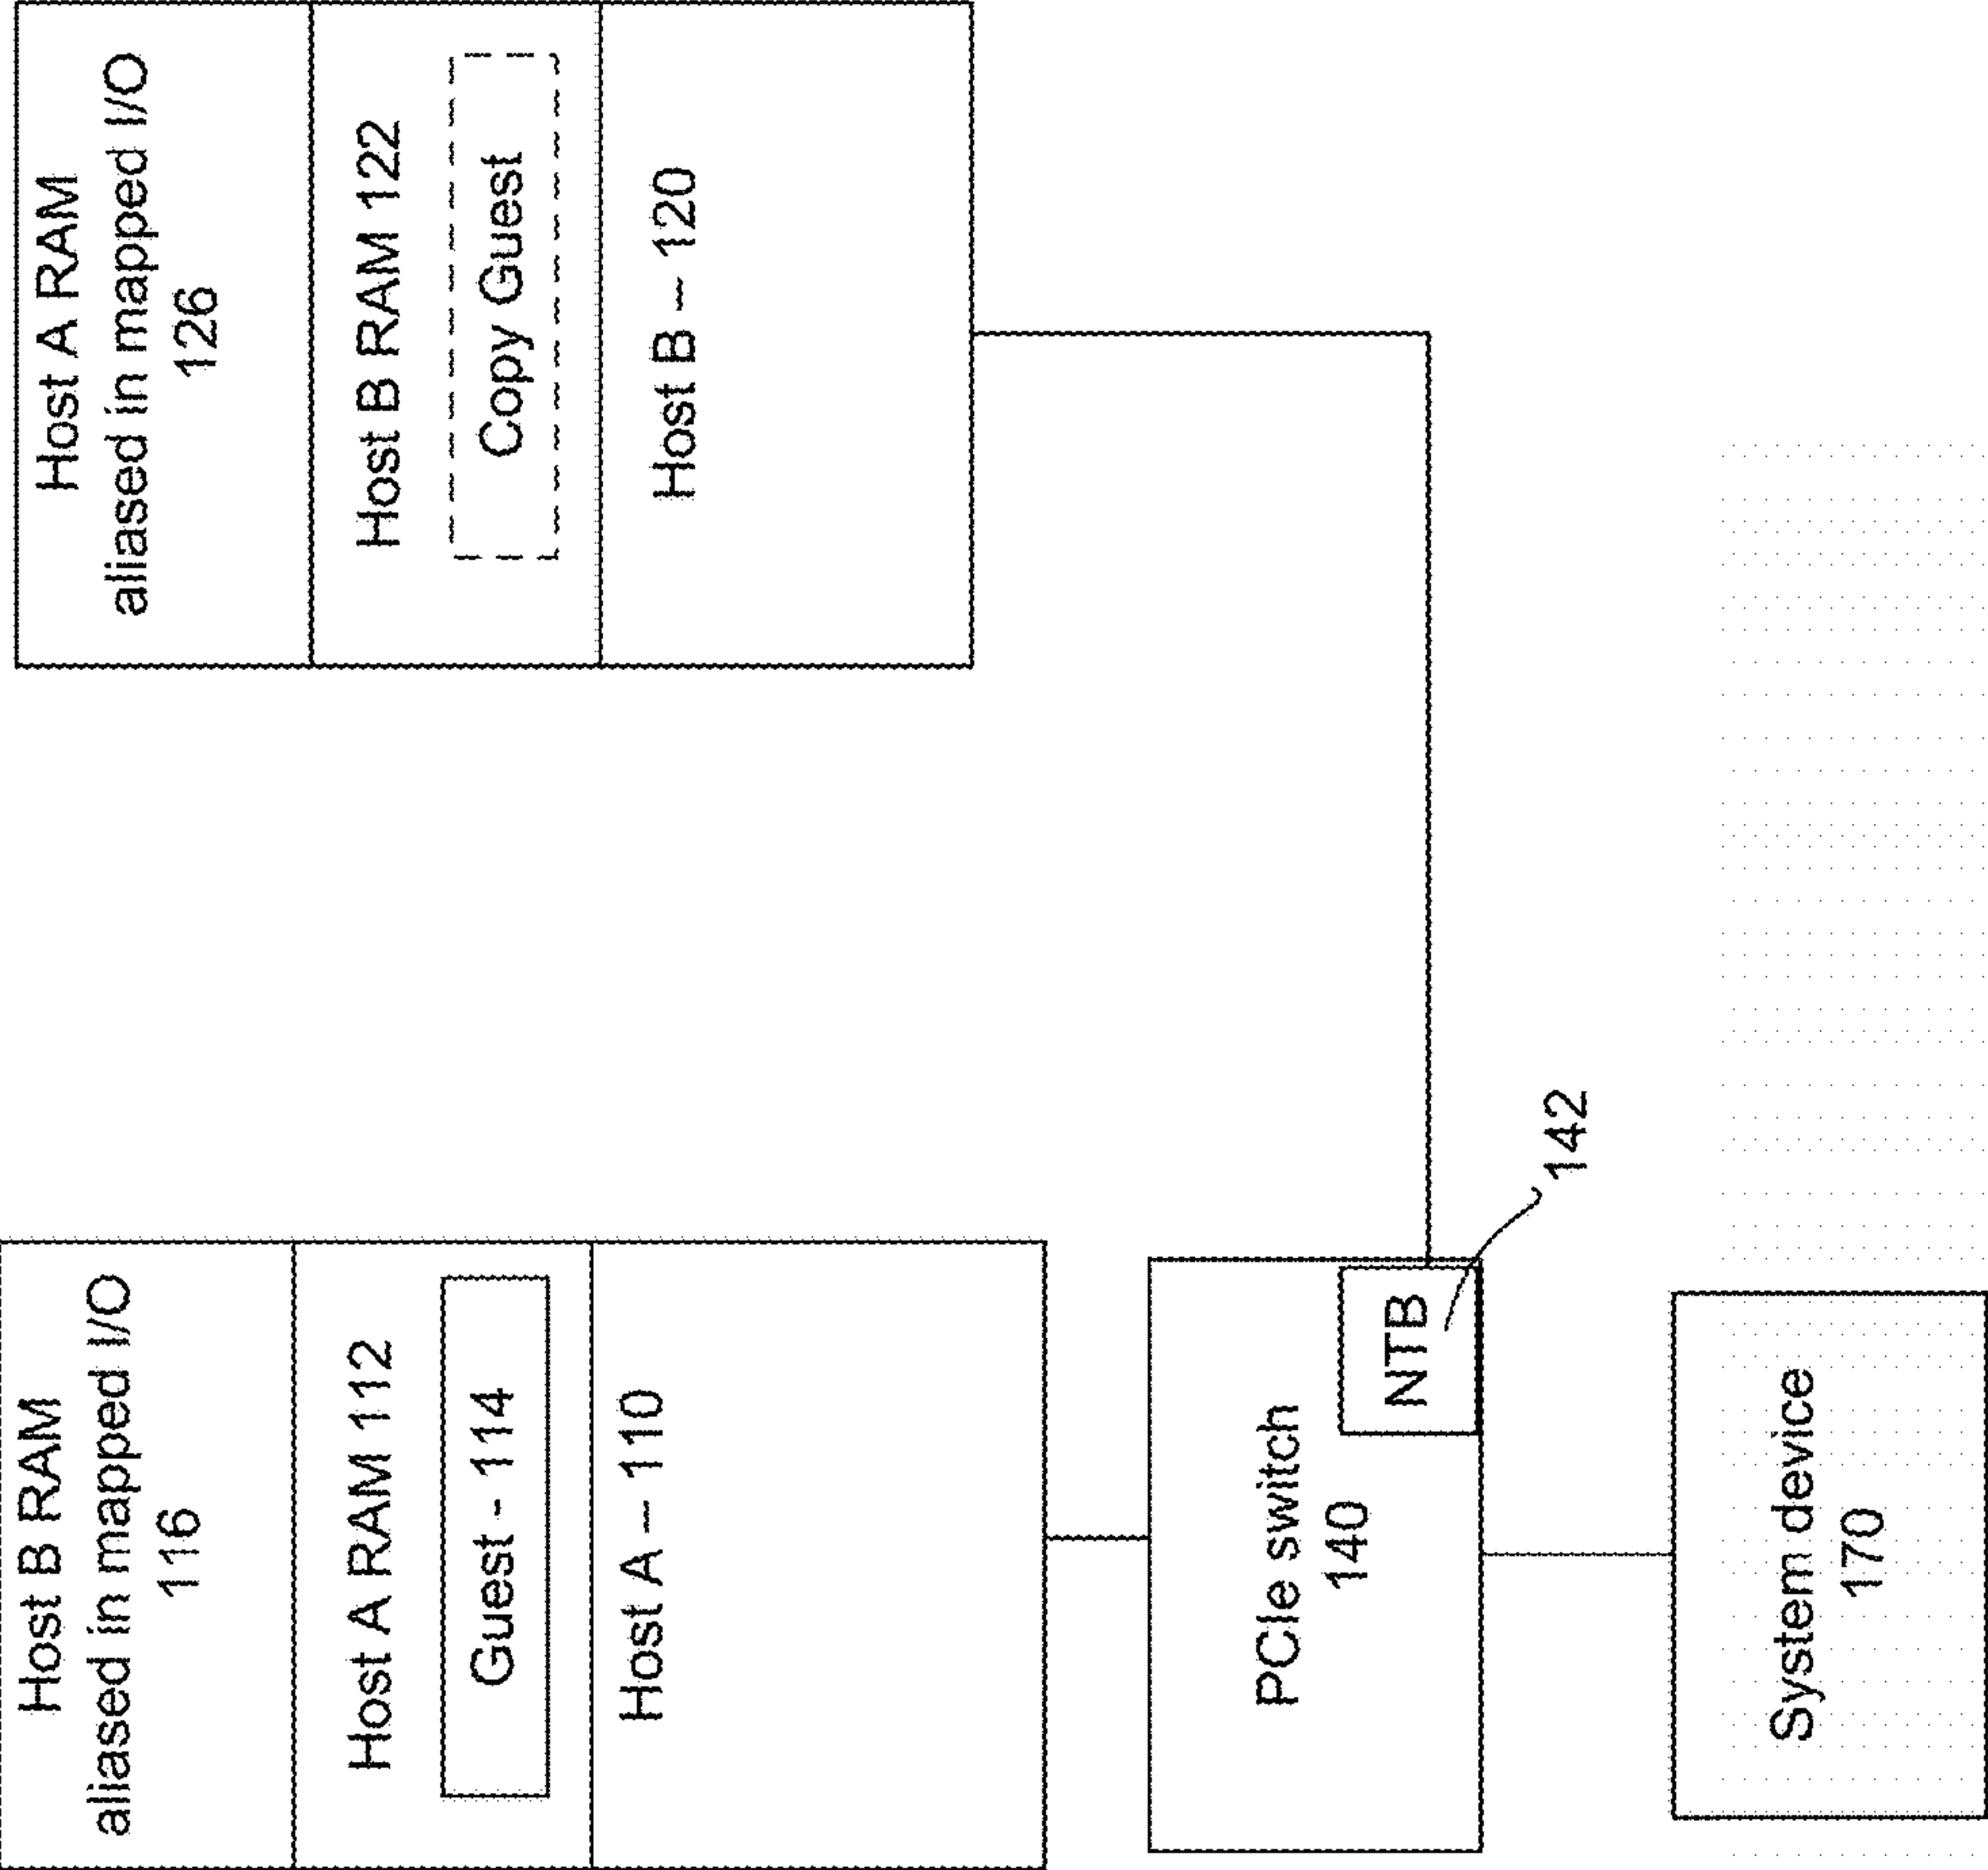 Host B RAM
aliased in mapped I/O
116
Host A RAM 112
Guest - 114
Host A – 110
PCIe switch
140
NTB
142
System device
170
Host A RAM
aliased in mapped I/O
126
Host B RAM 122
Copy Guest
Host B – 120